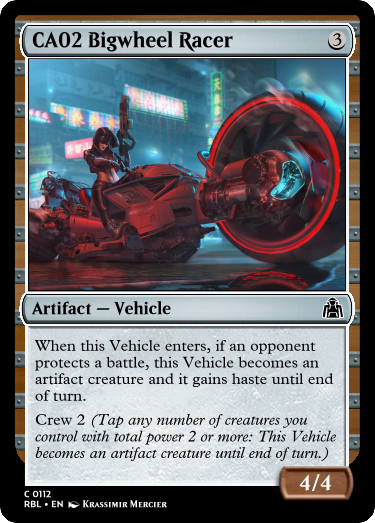 CA02 Bigwheel Racer 3
Artifact — Vehicle
When this Vehicle enters, if an opponent
protects a battle, this Vehicle becomes an
artifact creature and it gains haste until end
of turn.
Crew 2 (Tap any number of creatures you
control with total power 2 or more: This Vehicle
becomes an artifact creature until end of turn.)
4/4
C 0112
RBL • EN Krassimir Mercier